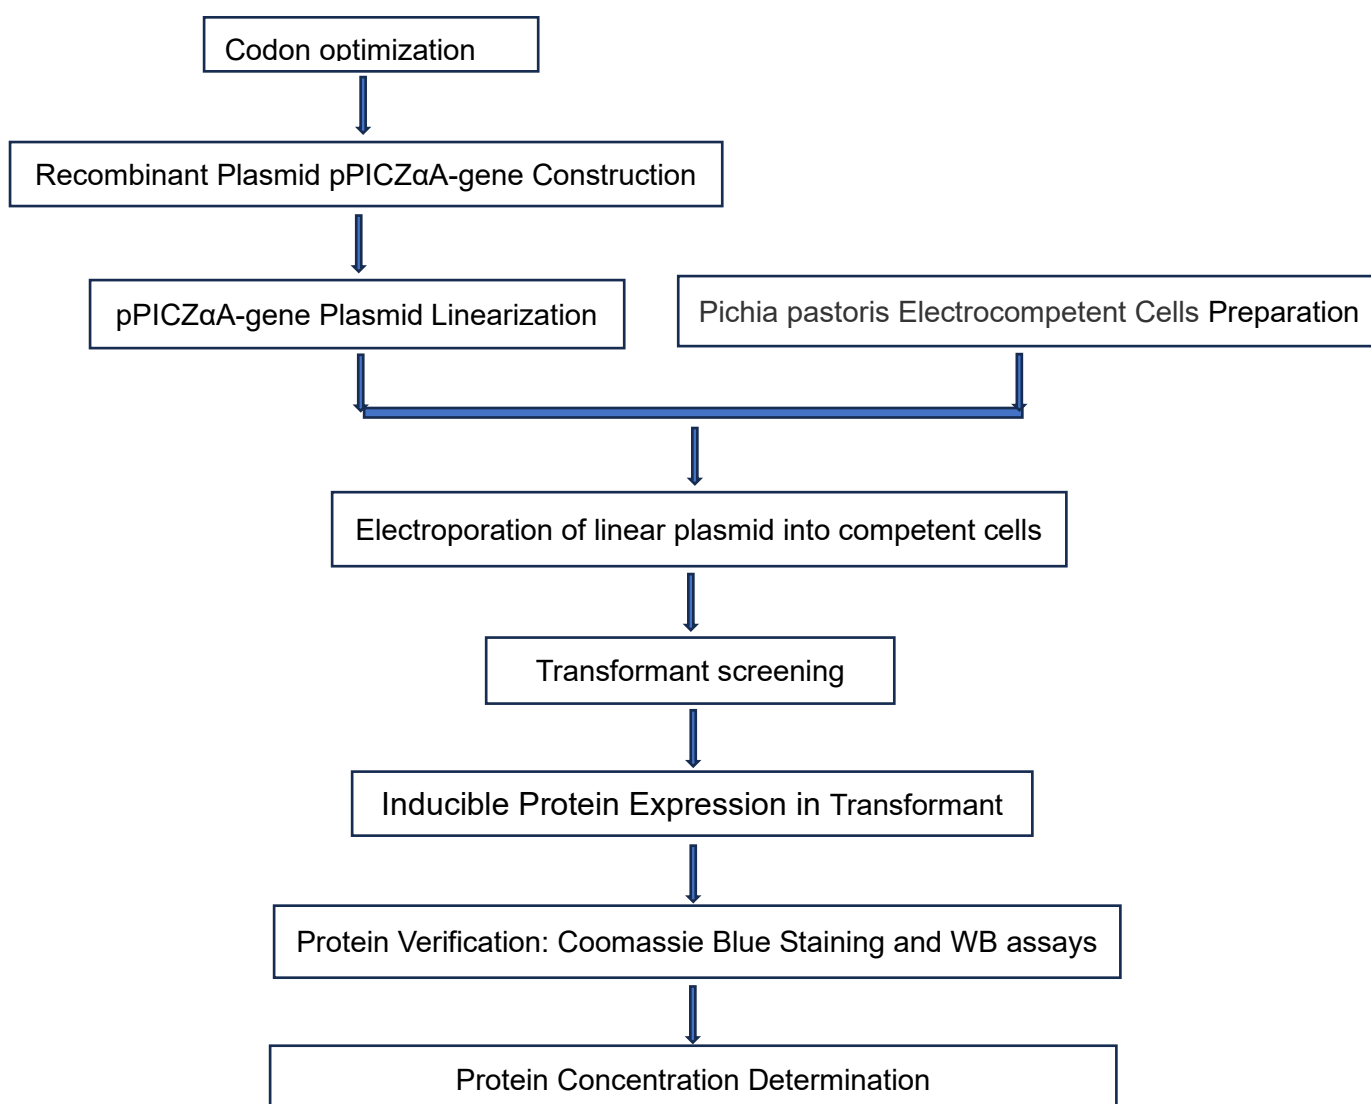 Codon optimization
Recombinant Plasmid pPICZαA-gene Construction
pPICZαA-gene Plasmid Linearization
Pichia pastoris Electrocompetent Cells Preparation
Electroporation of linear plasmid into competent cells
Transformant screening
Inducible Protein Expression in Transformant
Protein Verification: Coomassie Blue Staining and WB assays
Protein Concentration Determination